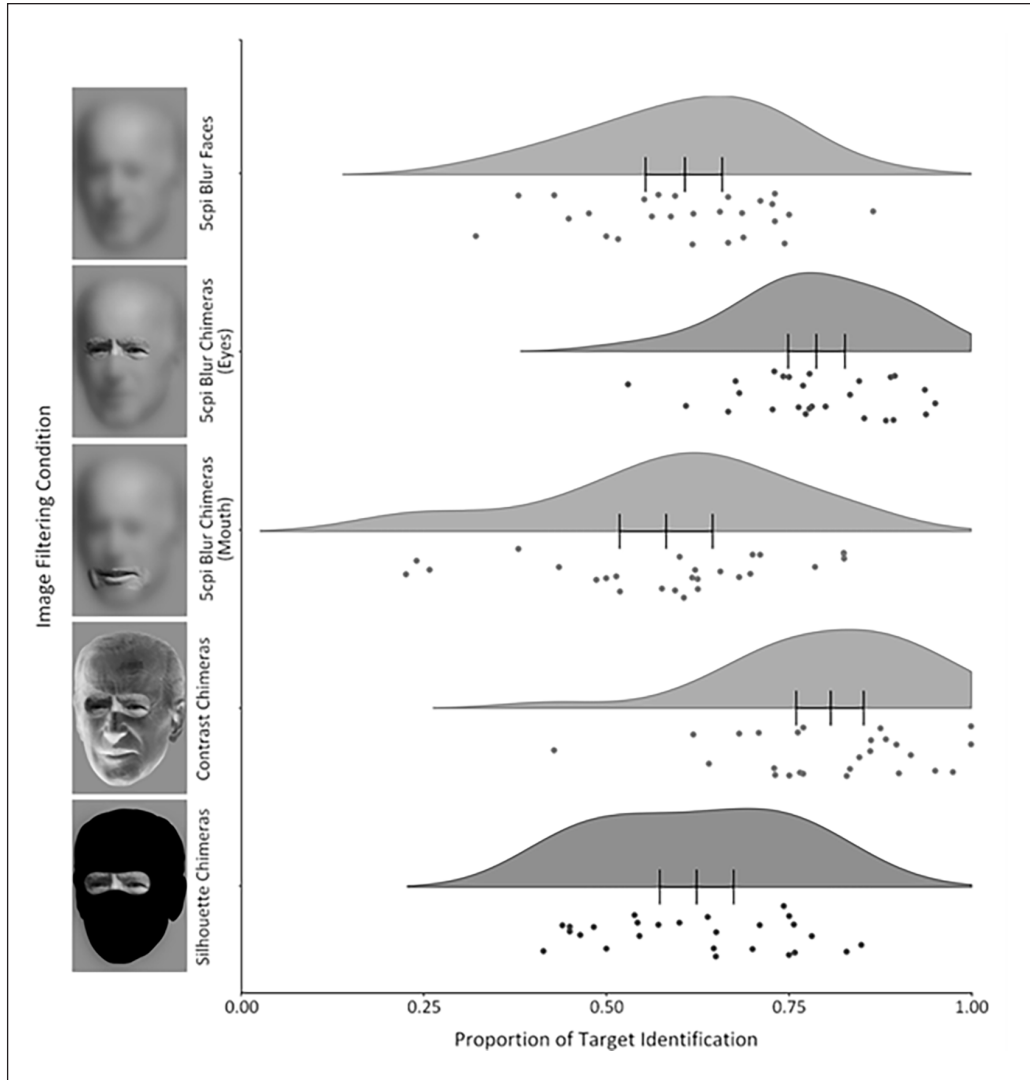 Image Filtering Condition
5cpi Blur Faces
5cpi Blur Chimeras
(Eyes)
5cpi Blur Chimeras
(Mouth)
Contrast Chimeras
Silhouette Chimeras
0.00 0.25 0.50 0.75 1.00
Proportion of Target Identification